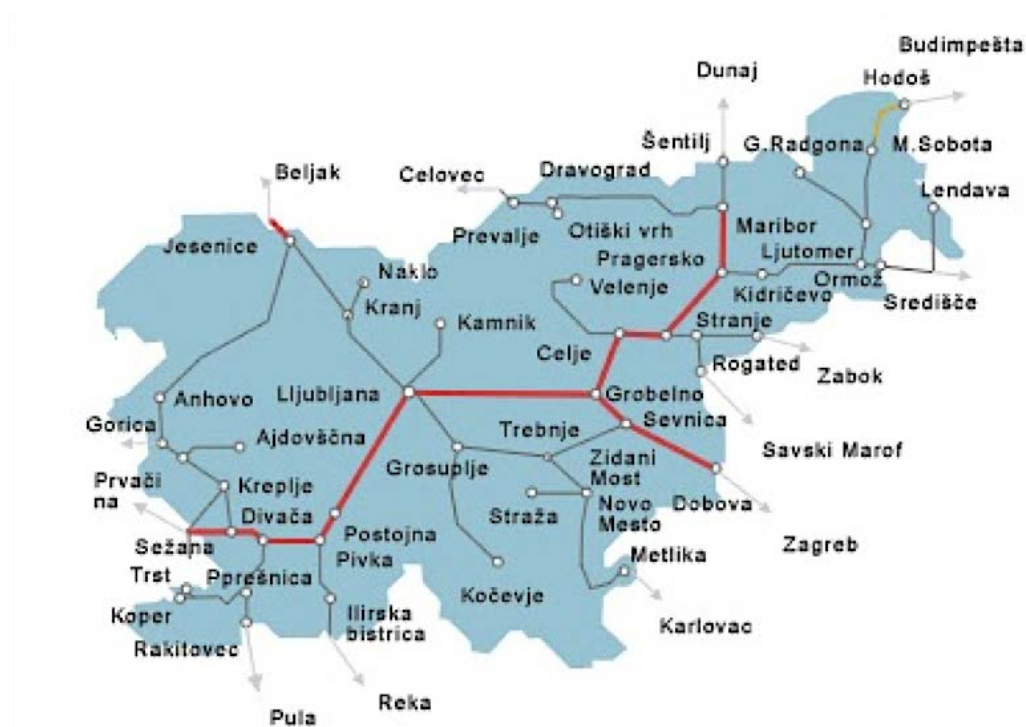 Budimpešta
Dunaj
Hodoš
Šentilj
G.Radgona
M.Sobota
Beljak
Celovec
Dravograd
Lendava
Jesenice
Prevalje
Otiški vrh
Maribor
Naklo
Pragersko
Ljutomer
Velenje
Kidričevo
Ormož
Središče
Kranj
Kamnik
Celje
Stranje
Rogated
Zabok
Anhovo
Lljubljana
Grobelno
Gorica
Ajdovščna
Trebnje
Sevnica
Savski Marof
Grosuplje
Zidani
Most
Prvači
na
Kreplje
Divača
Straža
Novo
Mesto
Dobova
Sežana
Postojna
Pivka
Zagreb
Metlika
Trst
Pprešnica
Kočevje
Koper
Ilirska
bistrica
Karlovac
Rakitovec
Reka
Pula